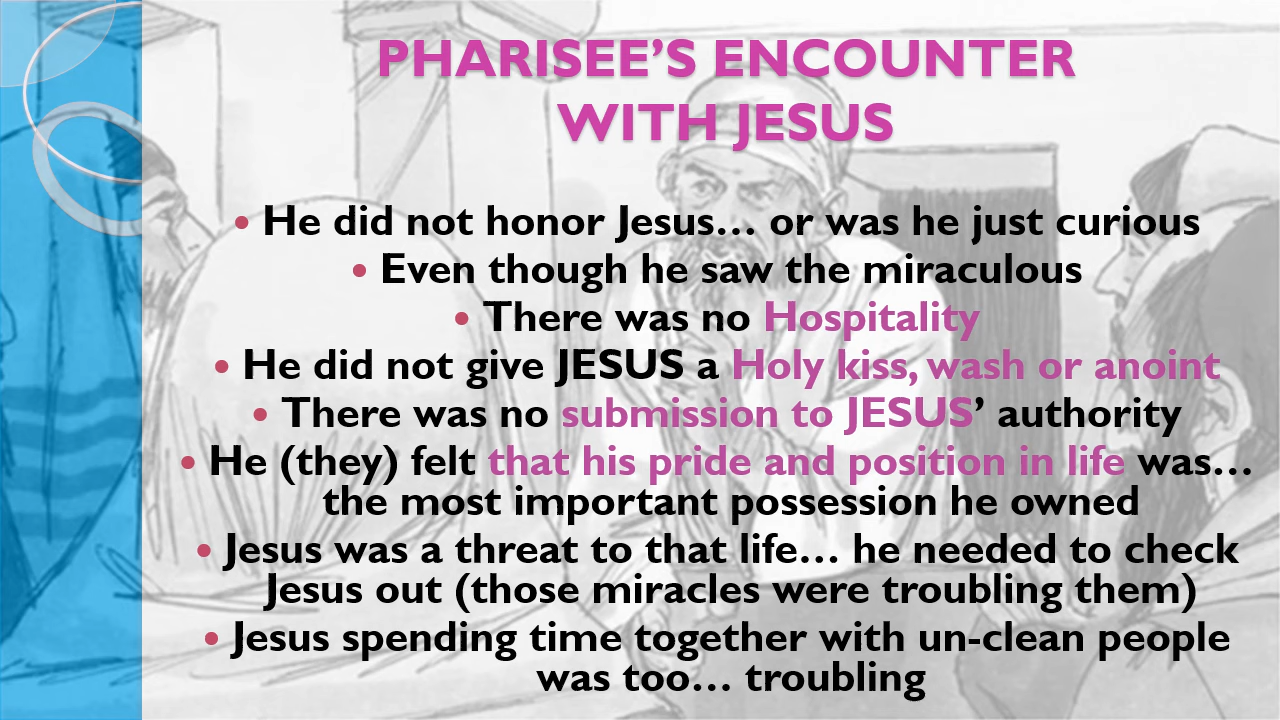 PHARISEE’S ENCOUNTER
WITH JESUS
• He did not honor Jesus… or was he just curious
• Even though he saw the miraculous
• There was no Hospitality
• He did not give JESUS a Holy kiss, wash or anoint
• There was no submission to JESUS’ authority
• He (they) felt that his pride and position in life was…
the most important possession he owned
• Jesus was a threat to that life… he needed to check
Jesus out (those miracles were troubling them)
• Jesus spending time together with un-clean people
was too… troubling